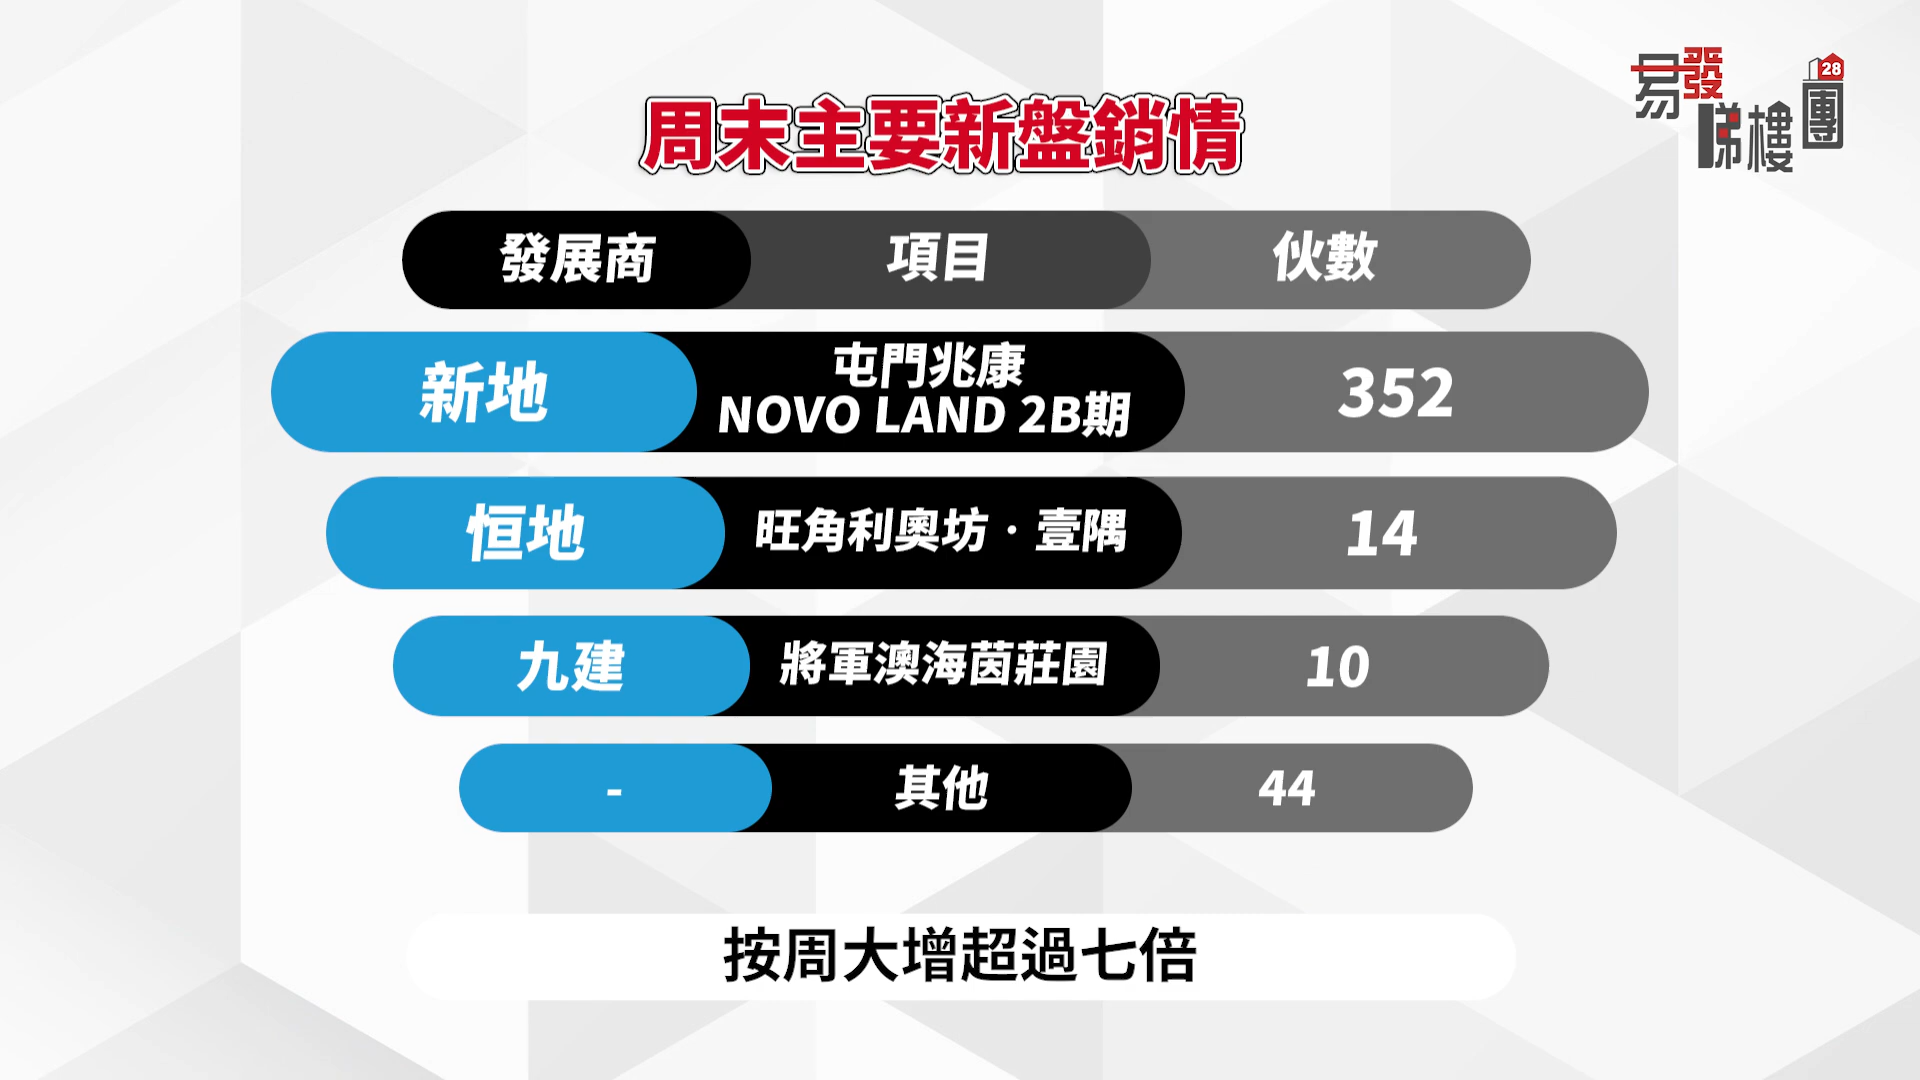 易發睇樓團
28
周末主要新盤銷情
發展商 項目 伙數
新地 屯門兆康 352
NOVO LAND 2B期
恒地 旺角利奧坊．壹隅 14
九建 將軍澳海茵莊園 10
- 其他 44
按周大增超過七倍